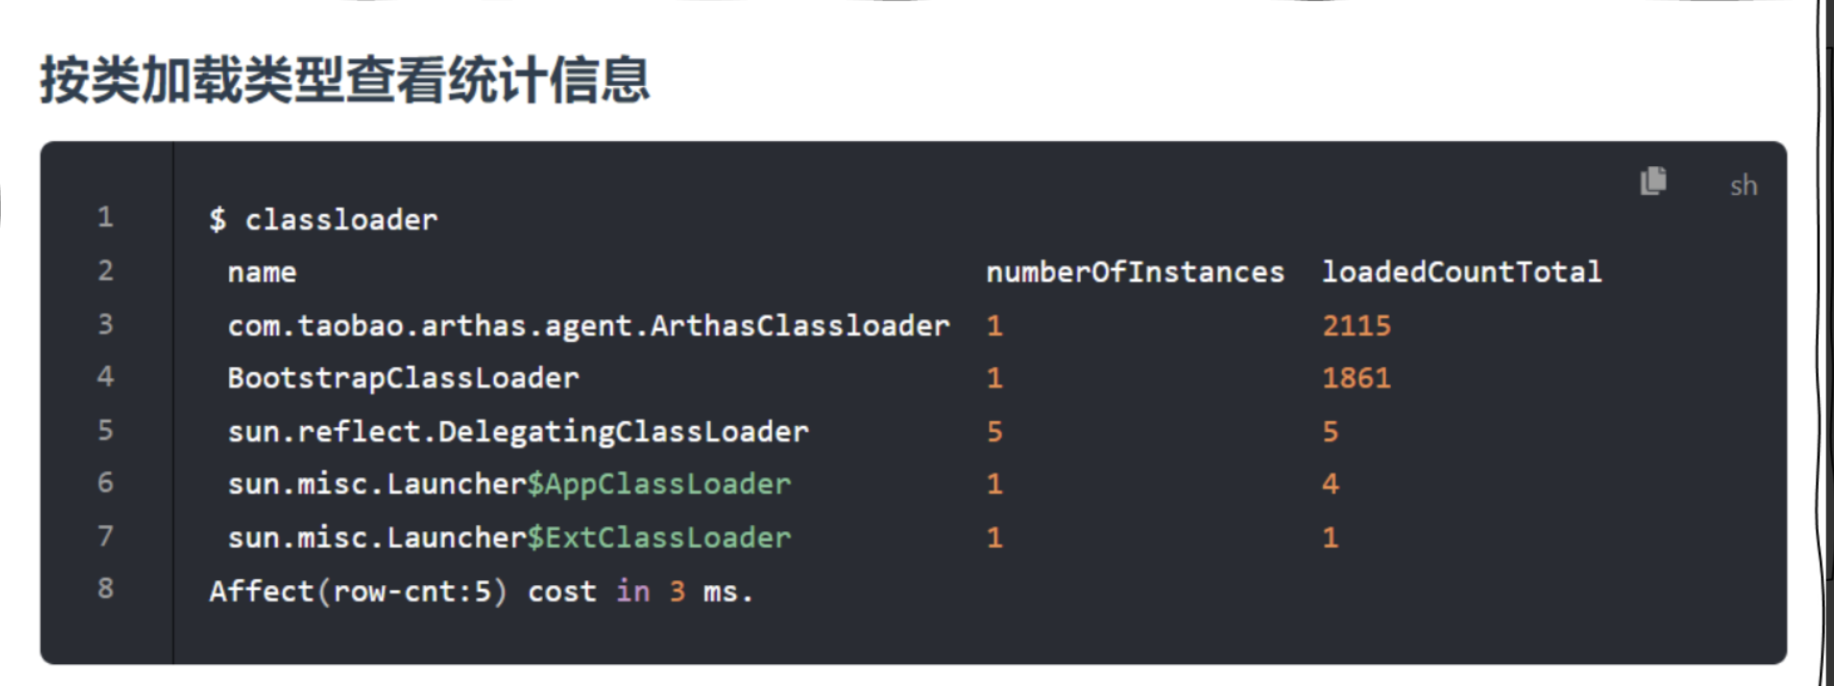 按类加载类型查看统计信息
sh
1 $ classloader
2 name numberOfInstances loadedCountTotal
3 com.taobao.arthas.agent.ArthasClassloader 1 2115
4 BootstrapClassLoader 1 1861
5 sun.reflect.DelegatingClassLoader 5 5
6 sun.misc.Launcher$AppClassLoader 1 4
7 sun.misc.Launcher$ExtClassLoader 1 1
8 Affect(row-cnt:5) cost in 3 ms.